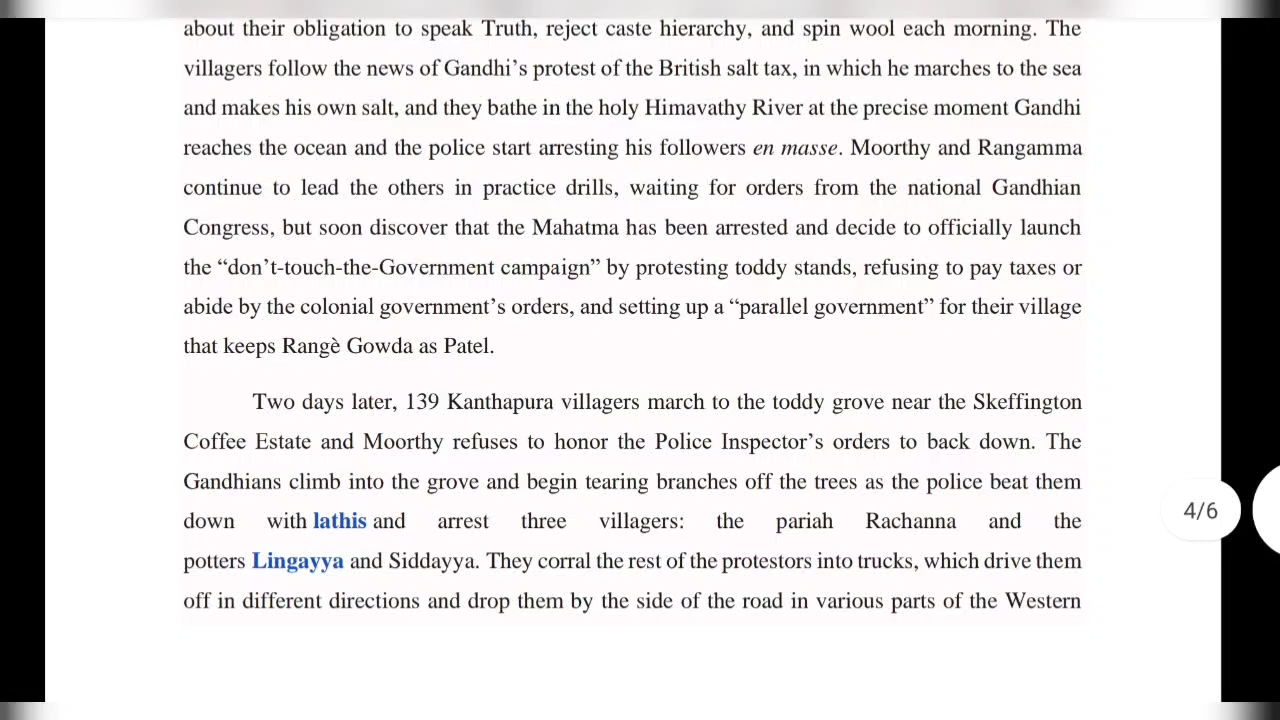 about their obligation to speak Truth, reject caste hierarchy, and spin wool each morning. The
villagers follow the news of Gandhi’s protest of the British salt tax, in which he marches to the sea
and makes his own salt, and they bathe in the holy Himavathy River at the precise moment Gandhi
reaches the ocean and the police start arresting his followers en masse. Moorthy and Rangamma
continue to lead the others in practice drills, waiting for orders from the national Gandhian
Congress, but soon discover that the Mahatma has been arrested and decide to officially launch
the “don’t-touch-the-Government campaign” by protesting toddy stands, refusing to pay taxes or
abide by the colonial government’s orders, and setting up a “parallel government” for their village
that keeps Rangè Gowda as Patel.
Two days later, 139 Kanthapura villagers march to the toddy grove near the Skeffington
Coffee Estate and Moorthy refuses to honor the Police Inspector’s orders to back down. The
Gandhians climb into the grove and begin tearing branches off the trees as the police beat them
down with lathis and arrest three villagers: the pariah Rachanna and the
potters Lingayya and Siddayya. They corral the rest of the protestors into trucks, which drive them
off in different directions and drop them by the side of the road in various parts of the Western
4/6